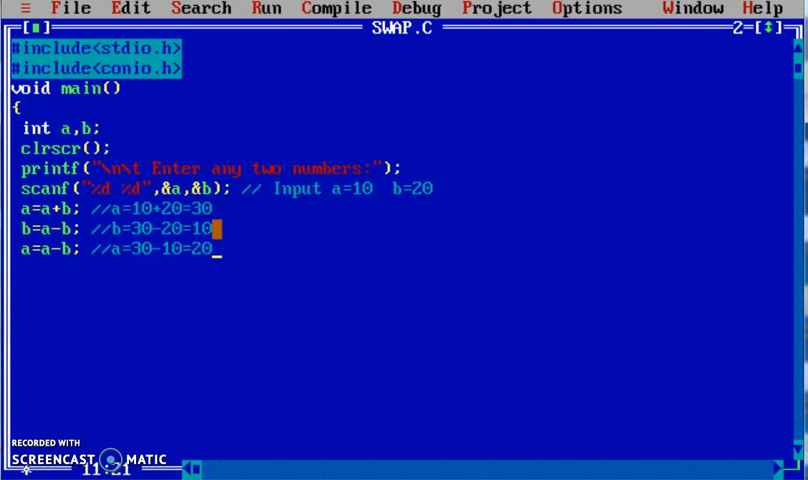 ≡ File Edit Search Run Compile Debug Project Options Window Help
[■] SWAP.C 2=[↕]
#include<stdio.h>
#include<conio.h>
void main()
{
int a,b;
clrscr();
printf("\n\t Enter any two numbers:");
scanf("%d %d",&a,&b); // Input a=10 b=20
a=a+b; //a=10+20=30
b=a-b; //b=30-20=10
a=a-b; //a=30-10=20
RECORDED WITH
SCREENCAST MATIC
11:21